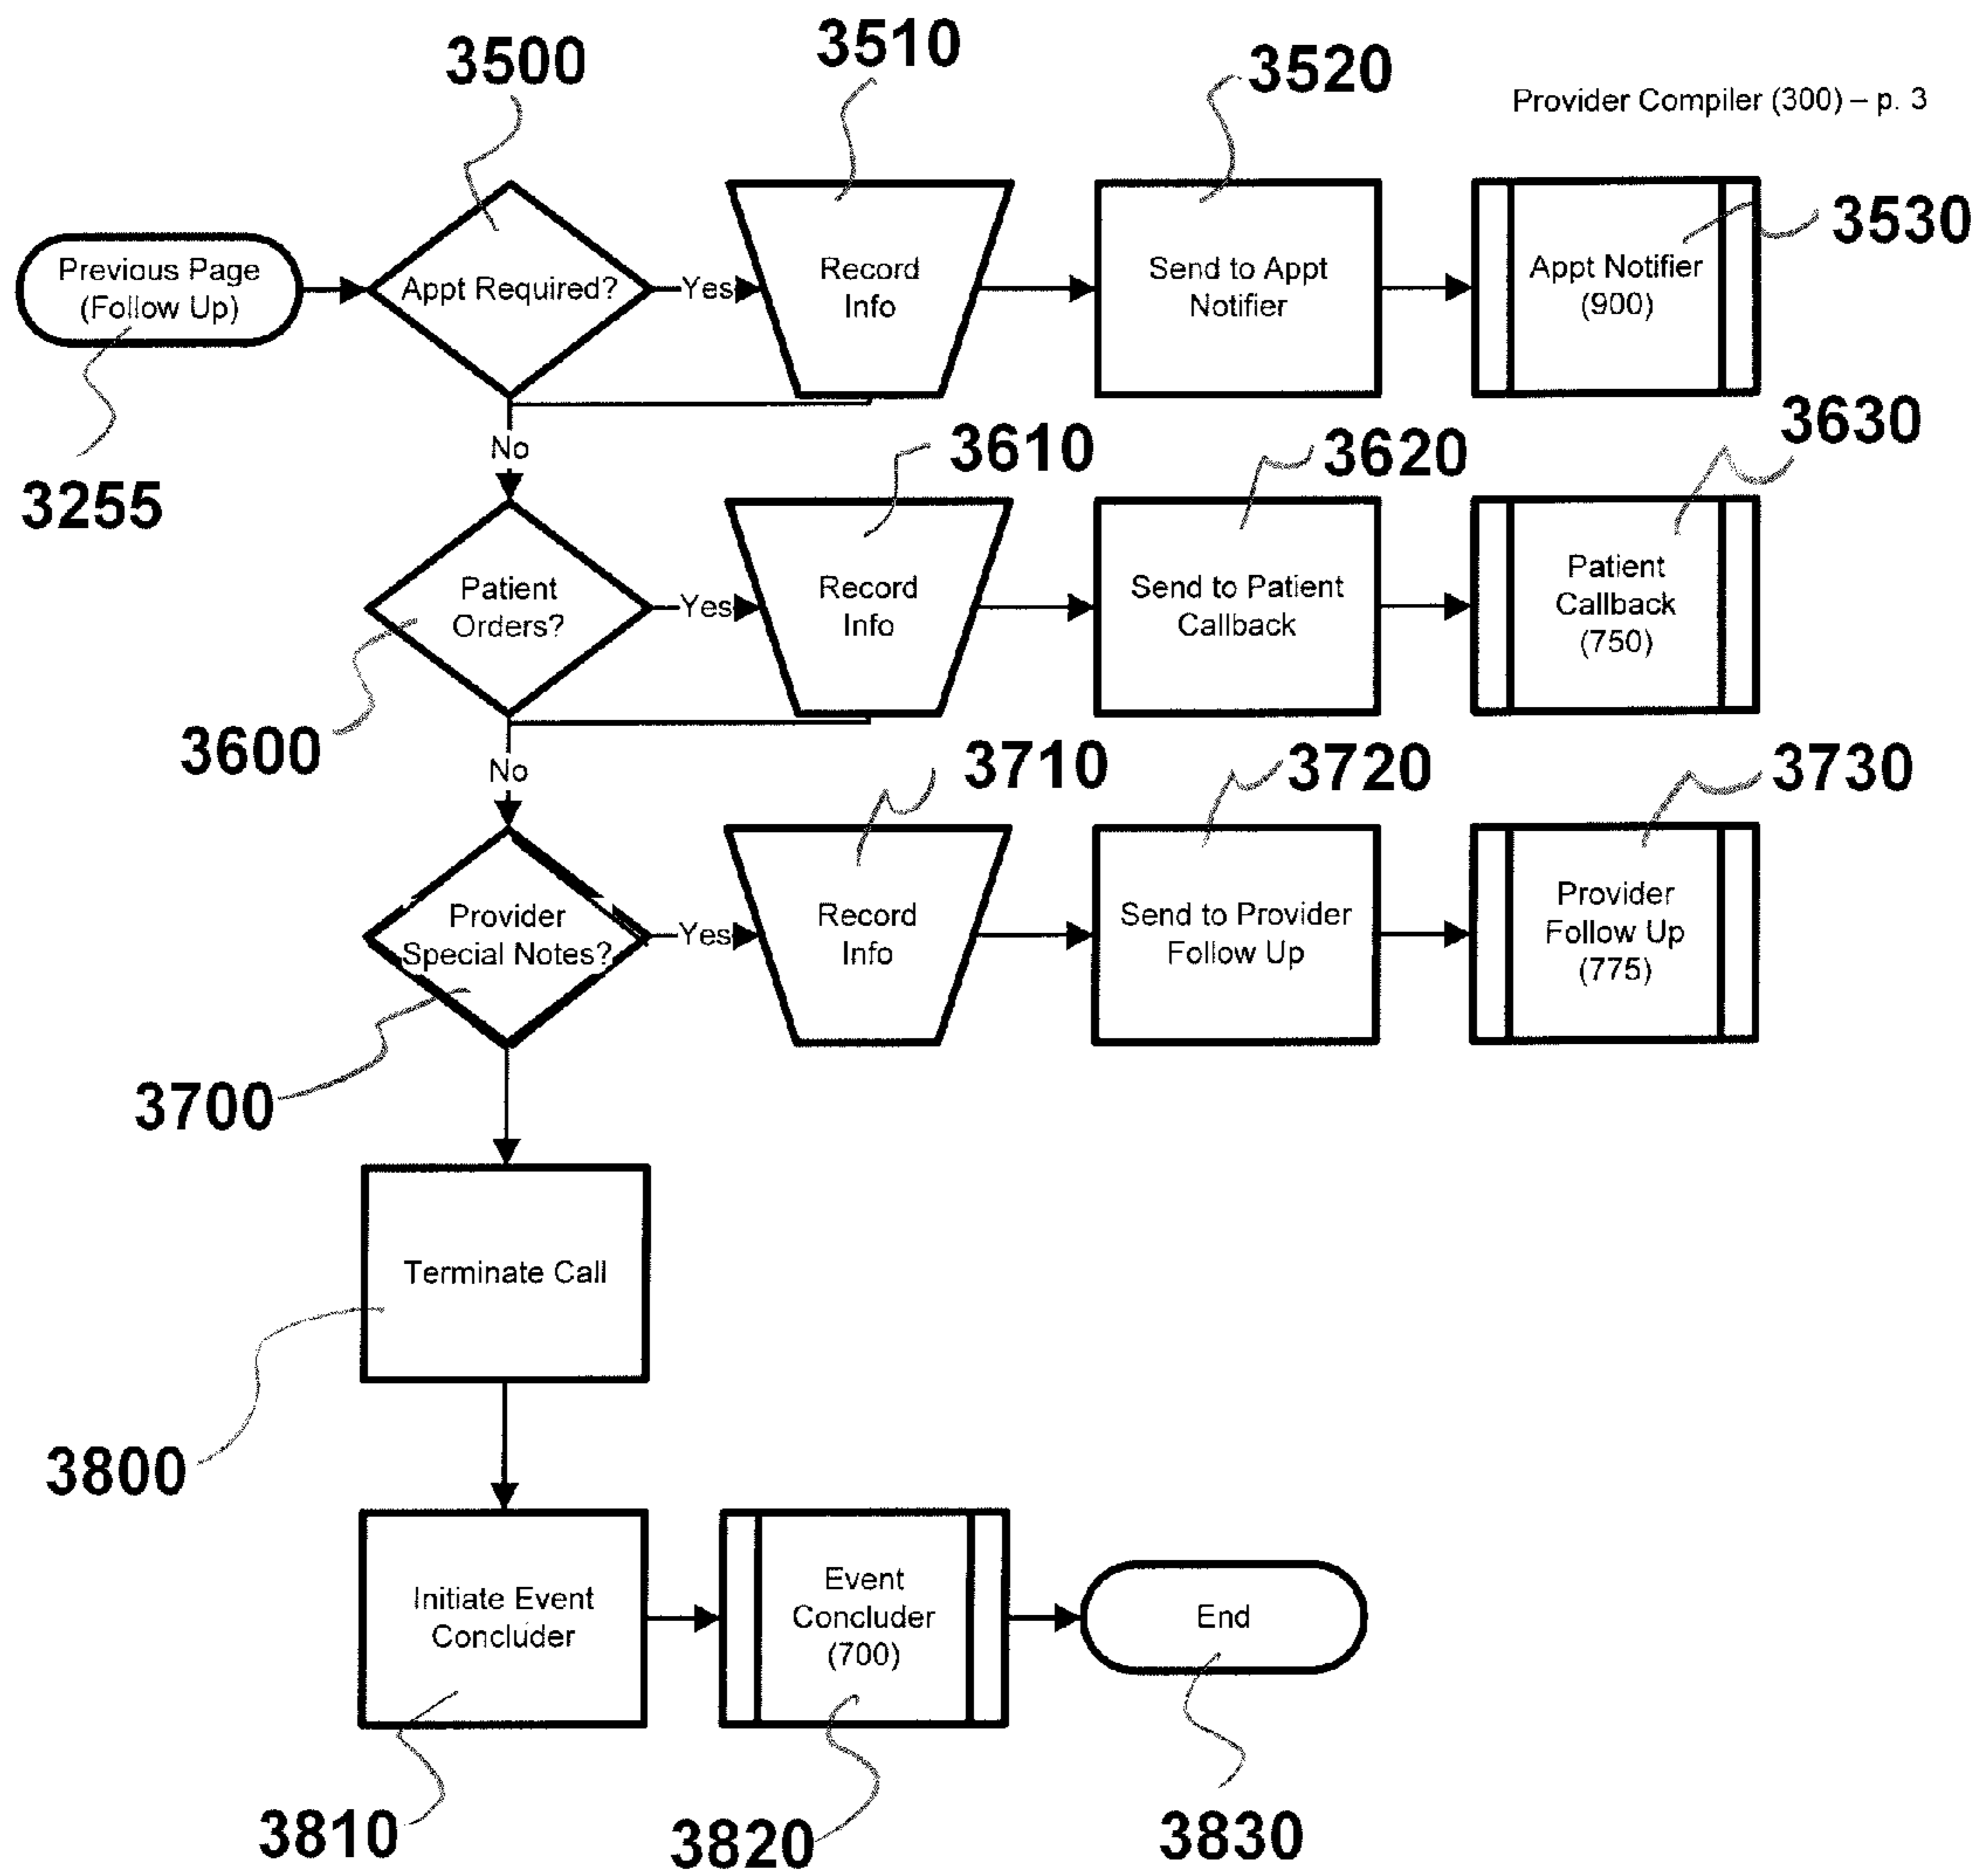 3500
3510
3520
Provider Compiler (300) – p. 3
Previous Page
(Follow Up)
Appt Required?
Yes
Record
Info
Send to Appt
Notifier
Appt Notifier
(900)
3530
3255
No
3610
3620
3630
Patient
Orders?
Yes
Record
Info
Send to Patient
Callback
Patient
Callback
(750)
3600
No
3710
3720
3730
Provider
Special Notes?
Yes
Record
Info
Send to Provider
Follow Up
Provider
Follow Up
(775)
3700
Terminate Call
3800
Initiate Event
Concluder
Event
Concluder
(700)
End
3810
3820
3830